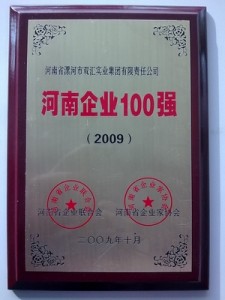 河南省漯河市双汇实业集团有限责任公司
河南企业100强
（2009）
河南省企业联合会 河南省企业家协会
二〇〇九年十月